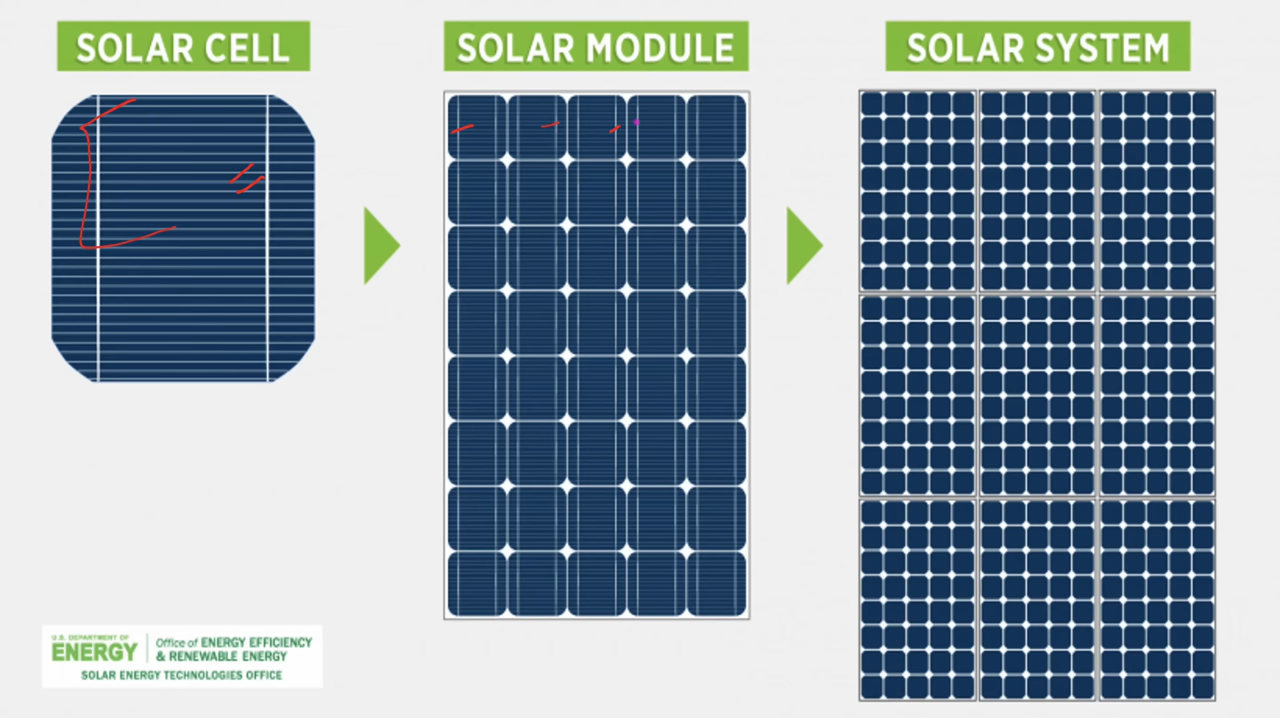 SOLAR CELL
SOLAR MODULE
SOLAR SYSTEM
U.S. DEPARTMENT OF
ENERGY
Office of ENERGY EFFICIENCY
& RENEWABLE ENERGY
SOLAR ENERGY TECHNOLOGIES OFFICE